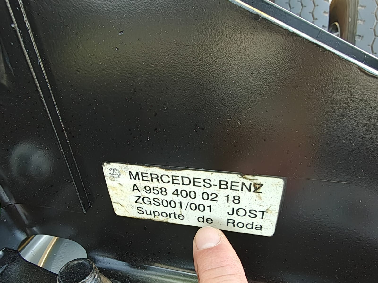 MERCEDES-BENZ
A 958 400 02 18
ZGS001/001 JOST
Suporte de Roda